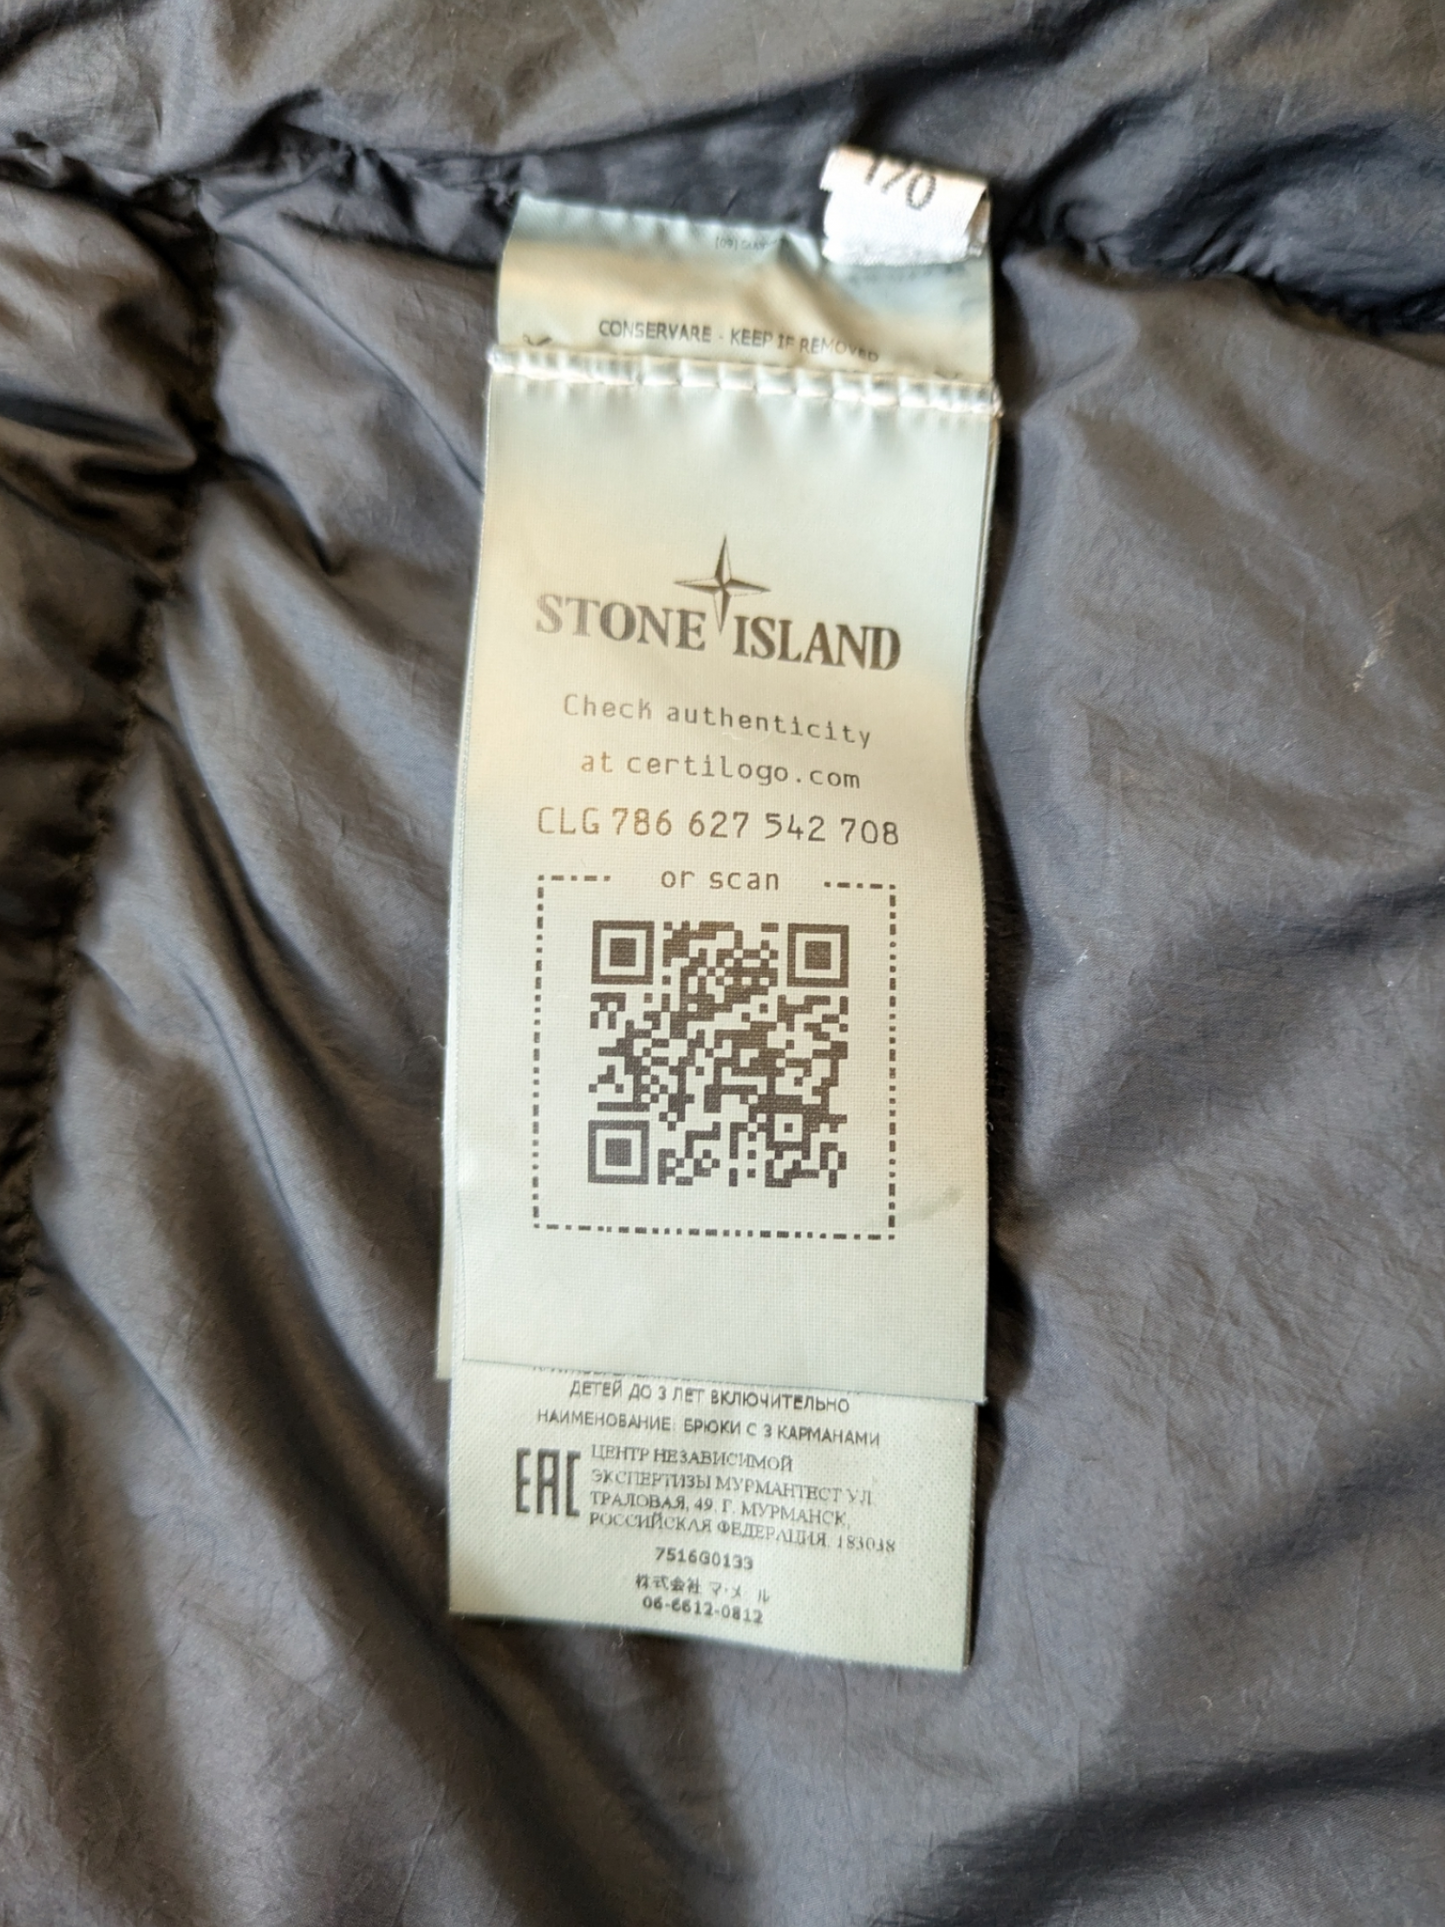 170
CONSERVARE - KEEP IF REMOVED
STONE ISLAND
Check authenticity
at certilogo.com
CLG 786 627 542 708
or scan
ДЕТЕЙ ДО 3 ЛЕТ ВКЛЮЧИТЕЛЬНО
НАИМЕНОВАНИЕ: БРЮКИ С 3 КАРМАНАМИ
EAC
ЦЕНТР НЕЗАВИСИМОЙ
ЭКСПЕРТИЗЫ МУРМАНТЕСТ УЛ.
ТРАЛОВАЯ, 49, Г. МУРМАНСК,
РОССИЙСКАЯ ФЕДЕРАЦИЯ, 183038
7516G0133
株式会社 マ・メール
06-6612-0812